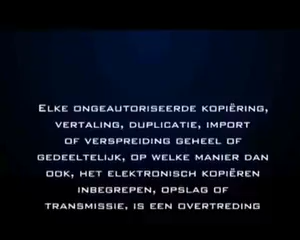 Elke ongeautoriseerde kopiëring,
vertaling, duplicatie, import
of verspreiding geheel of
gedeeltelijk, op welke manier dan
ook, het elektronisch kopiëren
inbegrepen, opslag of
transmissie, is een overtreding